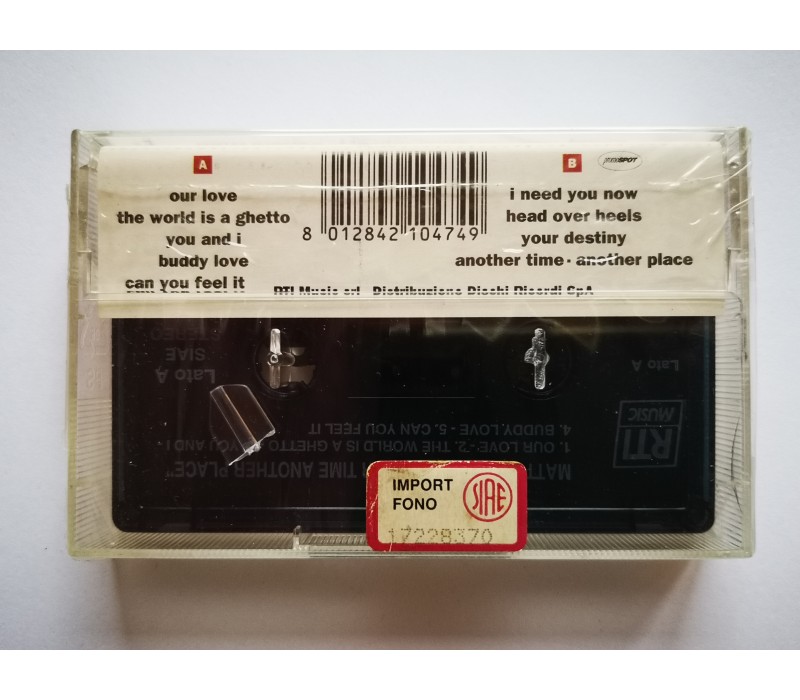 A
our love
the world is a ghetto
you and i
buddy love
can you feel it
8 012842 104749
B
SPOT
i need you now
head over heels
your destiny
another time · another place
RTI Music srl - Distribuzione Dischi Ricordi SpA
STEREO
SIAE
Lato A
Lato A
RTI
MUSIC
4. BUDDY LOVE - 5. CAN YOU FEEL IT
1. OUR LOVE - 2. THE WORLD IS A GHETTO YOU AND I
TIME ANOTHER PLACE"
IMPORT
FONO
SIAE
17228370